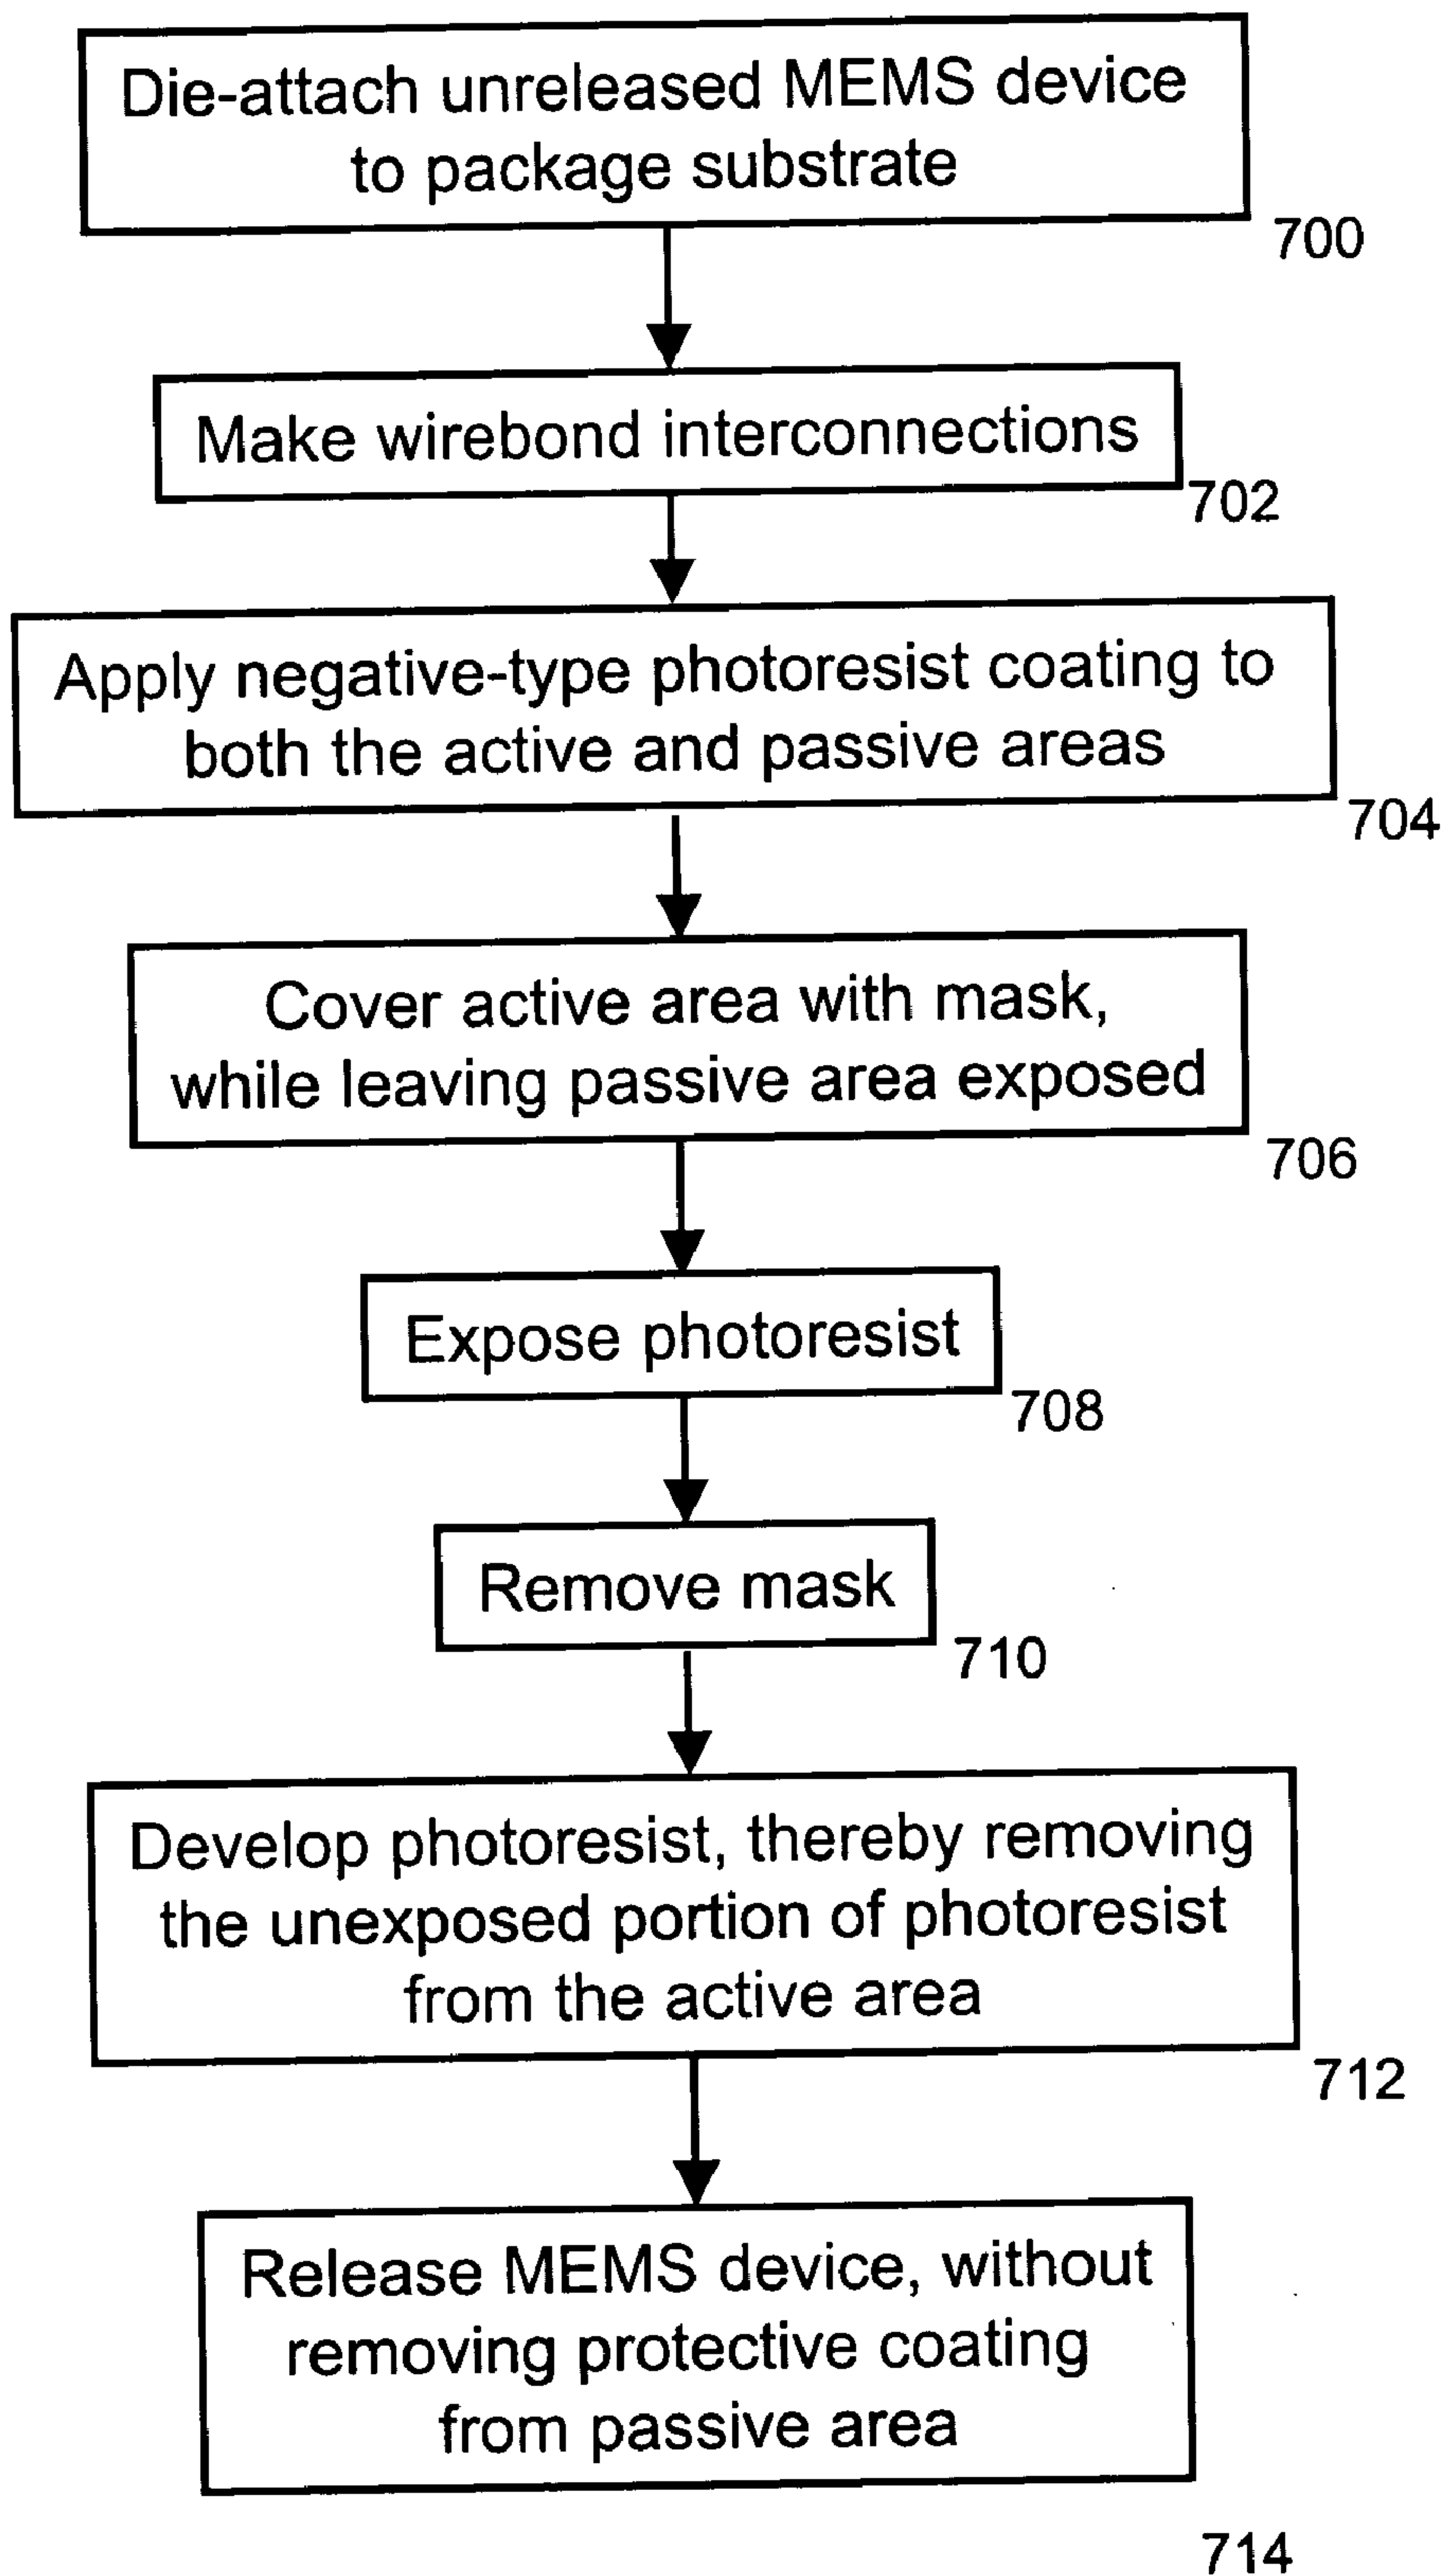 Die-attach unreleased MEMS device
to package substrate
700
Make wirebond interconnections
702
Apply negative-type photoresist coating to
both the active and passive areas
704
Cover active area with mask,
while leaving passive area exposed
706
Expose photoresist
708
Remove mask
710
Develop photoresist, thereby removing
the unexposed portion of photoresist
from the active area
712
Release MEMS device, without
removing protective coating
from passive area
714